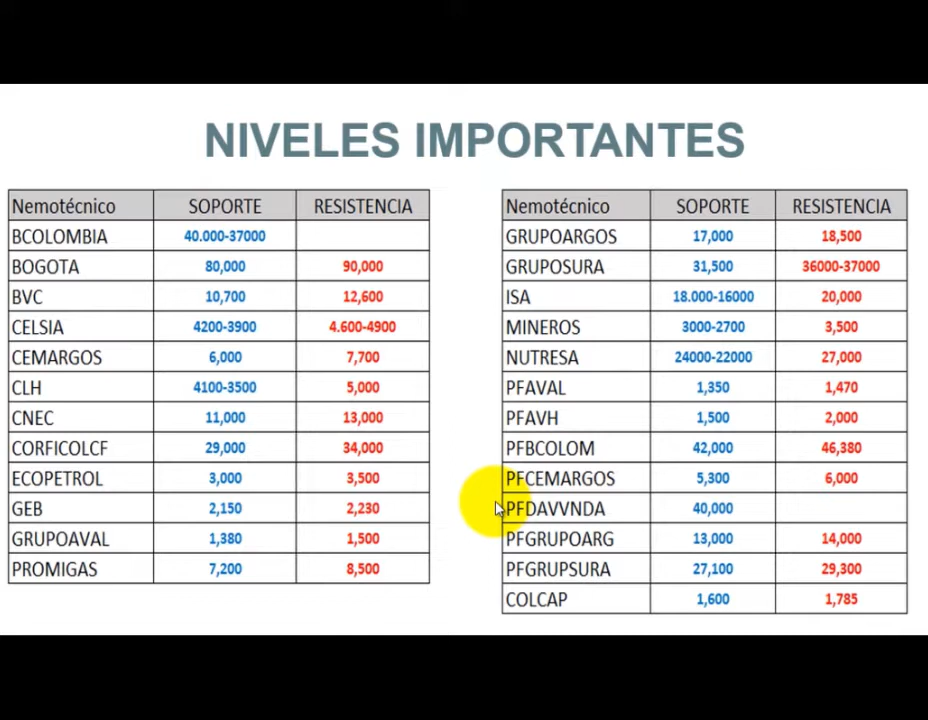 NIVELES IMPORTANTES
Nemotécnico SOPORTE RESISTENCIA
BCOLOMBIA 40.000-37000
BOGOTA 80,000 90,000
BVC 10,700 12,600
CELSIA 4200-3900 4.600-4900
CEMARGOS 6,000 7,700
CLH 4100-3500 5,000
CNEC 11,000 13,000
CORFICOLCF 29,000 34,000
ECOPETROL 3,000 3,500
GEB 2,150 2,230
GRUPOAVAL 1,380 1,500
PROMIGAS 7,200 8,500
Nemotécnico SOPORTE RESISTENCIA
GRUPOARGOS 17,000 18,500
GRUPOSURA 31,500 36000-37000
ISA 18.000-16000 20,000
MINEROS 3000-2700 3,500
NUTRESA 24000-22000 27,000
PFAVAL 1,350 1,470
PFAVH 1,500 2,000
PFBCOLOM 42,000 46,380
PFCEMARGOS 5,300 6,000
PFDAVVNDA 40,000
PFGRUPOARG 13,000 14,000
PFGRUPSURA 27,100 29,300
COLCAP 1,600 1,785